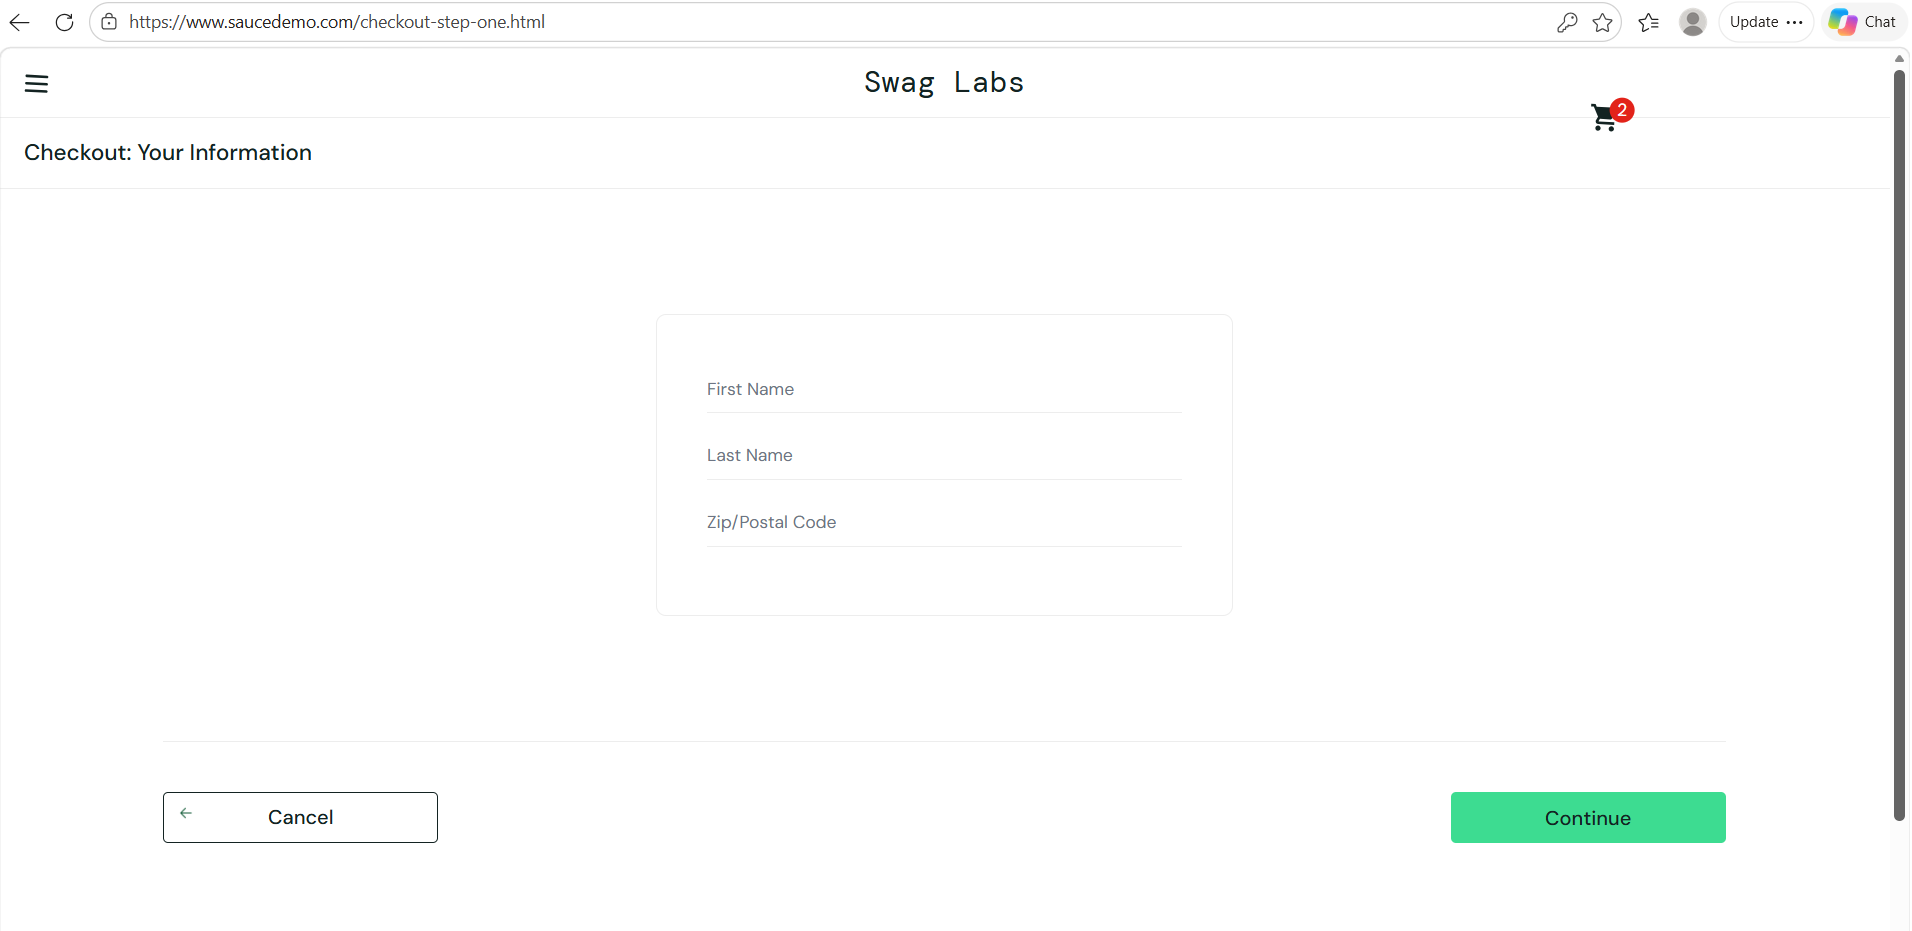 https://www.saucedemo.com/checkout-step-one.html
Update
Chat
Swag Labs
2
Checkout: Your Information
First Name
Last Name
Zip/Postal Code
Cancel
Continue